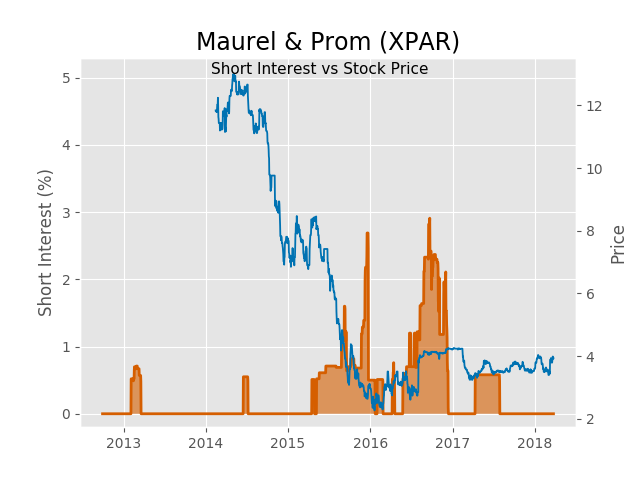 Maurel & Prom (XPAR)
Short Interest vs Stock Price
Short Interest (%)
5
4
3
2
1
0
12
10
8
6
4
2
Price
2013 2014 2015 2016 2017 2018